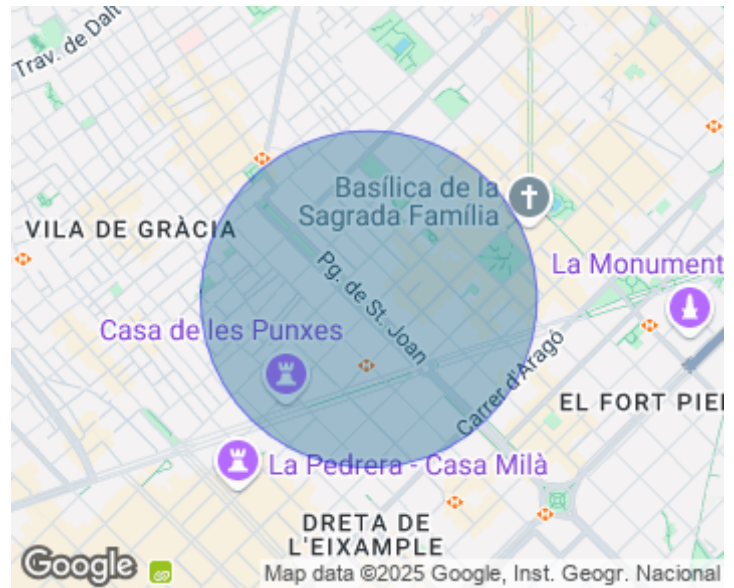 Trav. de Dalt
Basílica de la
Sagrada Família
VILA DE GRÀCIA
La Monument
Pg. de St. Joan
Casa de les Punxes
Carrer d'Aragó
EL FORT PIE
La Pedrera - Casa Milà
DRETA DE
L'EIXAMPLE
Google
Map data ©2025 Google, Inst. Geogr. Nacional